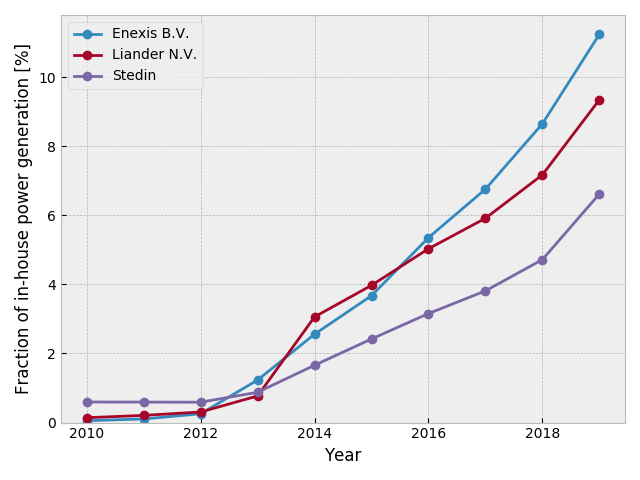 Enexis B.V.
Liander N.V.
Stedin
Fraction of in-house power generation [%]
10
8
6
4
2
0
2010
2012
2014
2016
2018
Year